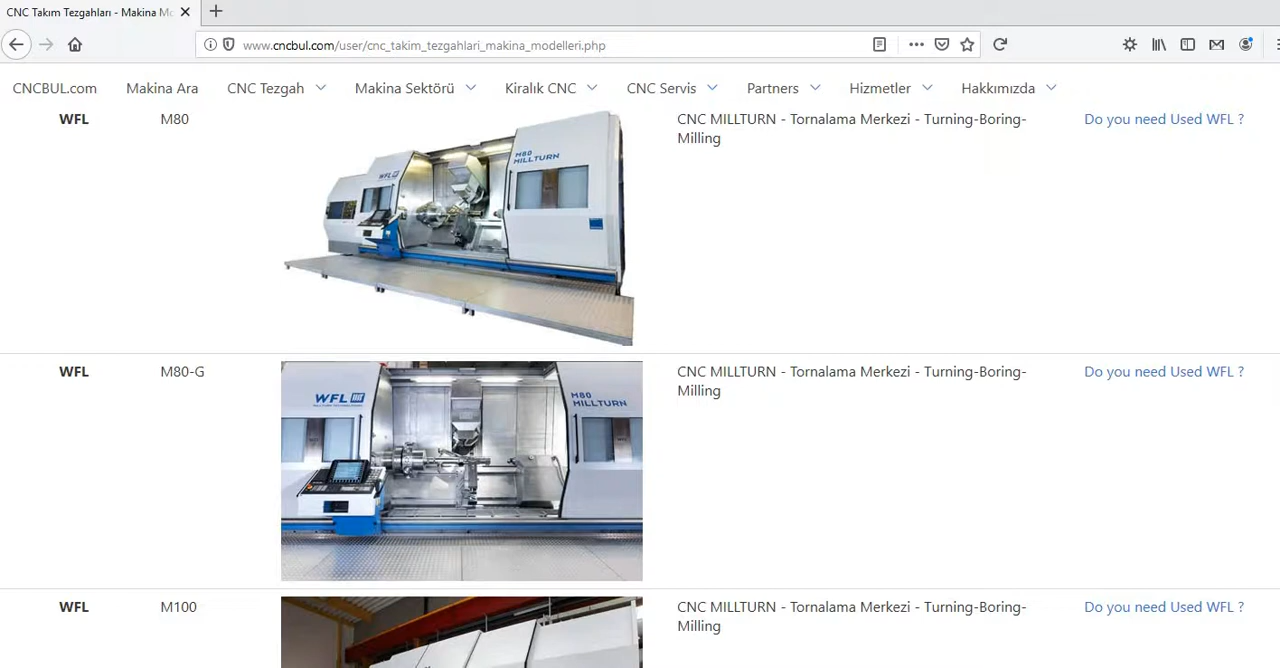 CNC Takım Tezgahları - Makina Mo
www.cncbul.com/user/cnc_takim_tezgahlari_makina_modelleri.php
CNCBUL.com Makina Ara CNC Tezgah Makina Sektörü Kiralık CNC CNC Servis Partners Hizmetler Hakkımızda
WFL M80 CNC MILLTURN - Tornalama Merkezi - Turning-Boring- Do you need Used WFL ?
Milling
M80
MILLTURN
WFL
WFL M80-G CNC MILLTURN - Tornalama Merkezi - Turning-Boring- Do you need Used WFL ?
Milling
WFL
M80
MILLTURN
WFL M100 CNC MILLTURN - Tornalama Merkezi - Turning-Boring- Do you need Used WFL ?
Milling